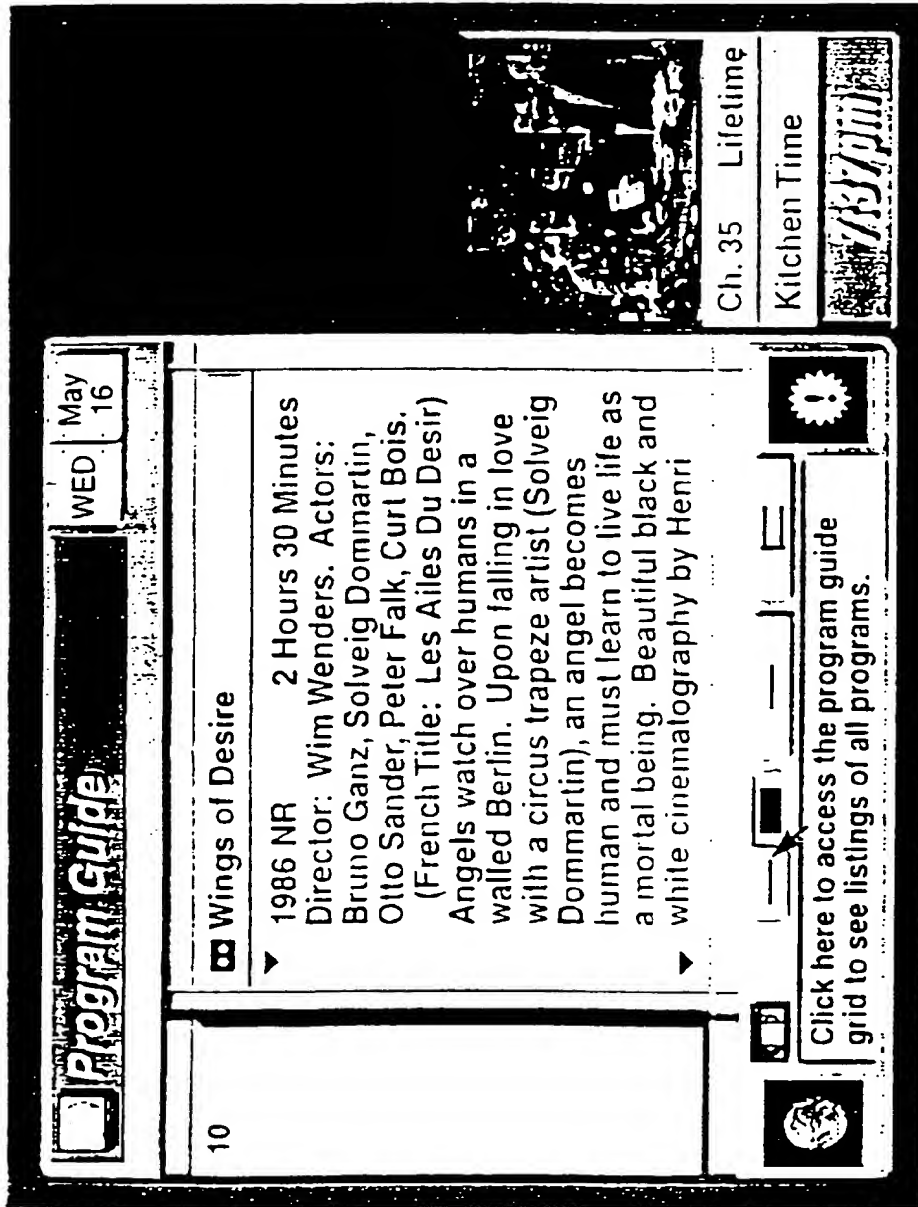 Program Guide
WED May
16
10
Wings of Desire
1986 NR 2 Hours 30 Minutes
Director: Wim Wenders. Actors:
Bruno Ganz, Solveig Dommartin,
Otto Sander, Peter Falk, Curt Bois.
(French Title: Les Ailes Du Desir)
Angels watch over humans in a
walled Berlin. Upon falling in love
with a circus trapeze artist (Solveig
Dommartin), an angel becomes
human and must learn to live life as
a mortal being. Beautiful black and
white cinematography by Henri
Click here to access the program guide
grid to see listings of all programs.
Ch. 35 Lifetime
Kitchen Time
7:37pm